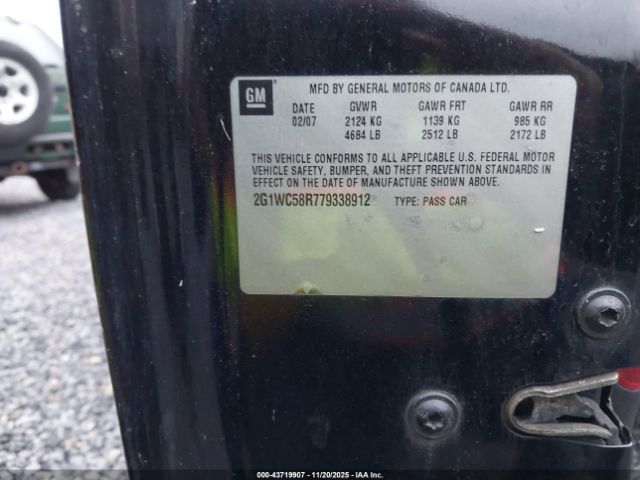 GM
MFD BY GENERAL MOTORS OF CANADA LTD.
DATE GVWR GAWR FRT GAWR RR
02/07 2124 KG 1139 KG 985 KG
4684 LB 2512 LB 2172 LB
THIS VEHICLE CONFORMS TO ALL APPLICABLE U.S. FEDERAL MOTOR
VEHICLE SAFETY, BUMPER, AND THEFT PREVENTION STANDARDS IN
EFFECT ON THE DATE OF MANUFACTURE SHOWN ABOVE.
2G1WC58R779338912 TYPE: PASS CAR
000-43719907 - 11/20/2025 - IAA Inc.